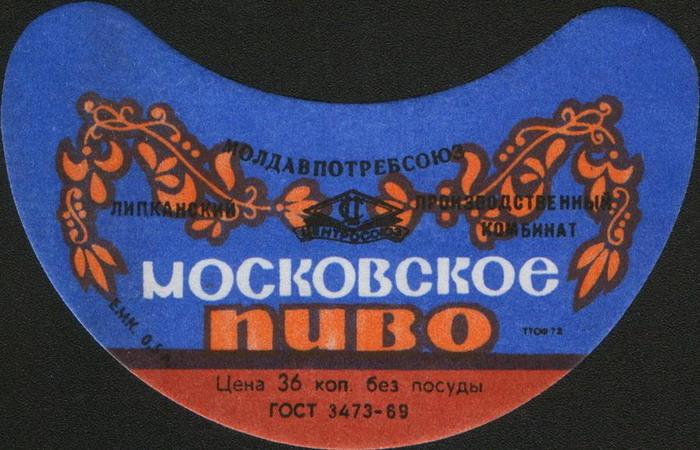 МОЛДАВПОТРЕБСОЮЗ
ЛИПКАНСКИЙ
ПРОИЗВОДСТВЕННЫЙ
КОМБИНАТ
ЦЕНТРОСОЮЗ
МОСКОВСКОЕ
ПИВО
ЕМК. 0,5
ТТОФ 72
Цена 36 коп. без посуды
ГОСТ 3473-69